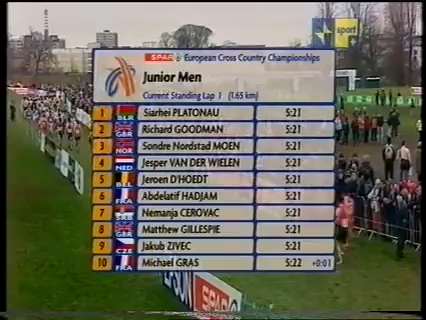 sport
SPAR European Cross Country Championships
Junior Men
Current Standing Lap 1 (1.65 km)
1 BLR Siarhei PLATONAU 5:21
2 GBR Richard GOODMAN 5:21
3 NOR Sondre Nordstad MOEN 5:21
4 NED Jesper VAN DER WIELEN 5:21
5 BEL Jeroen D'HOEDT 5:21
6 FRA Abdelatif HADJAM 5:21
7 SRB Nemanja CEROVAC 5:21
8 GBR Matthew GILLESPIE 5:21
9 CZE Jakub ZIVEC 5:21
10 FRA Michael GRAS 5:22 +0:01
EPSON SPAR